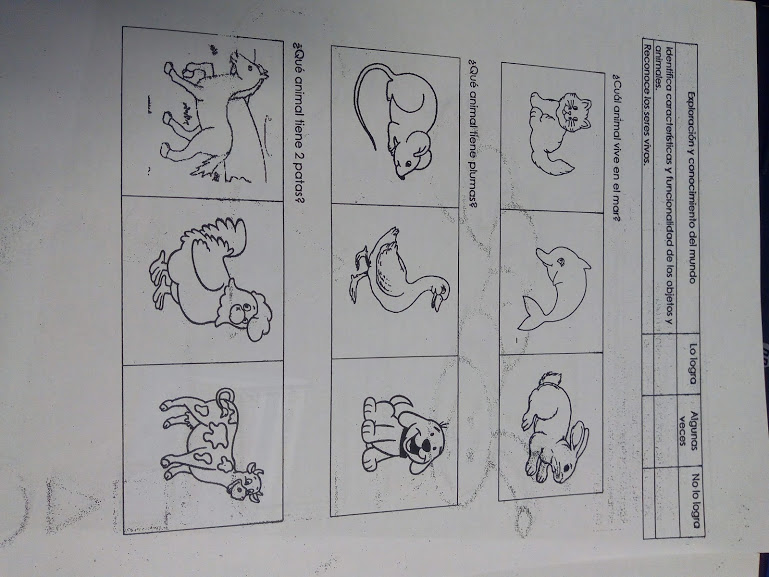 Exploración y conocimiento del mundo
Lo logra
Algunas
veces
No lo logra
Identifica características y funcionalidad de los objetos y
animales.
Reconoce los seres vivos.
¿Cuál animal vive en el mar?
¿Qué animal tiene plumas?
¿Qué animal tiene 2 patas?